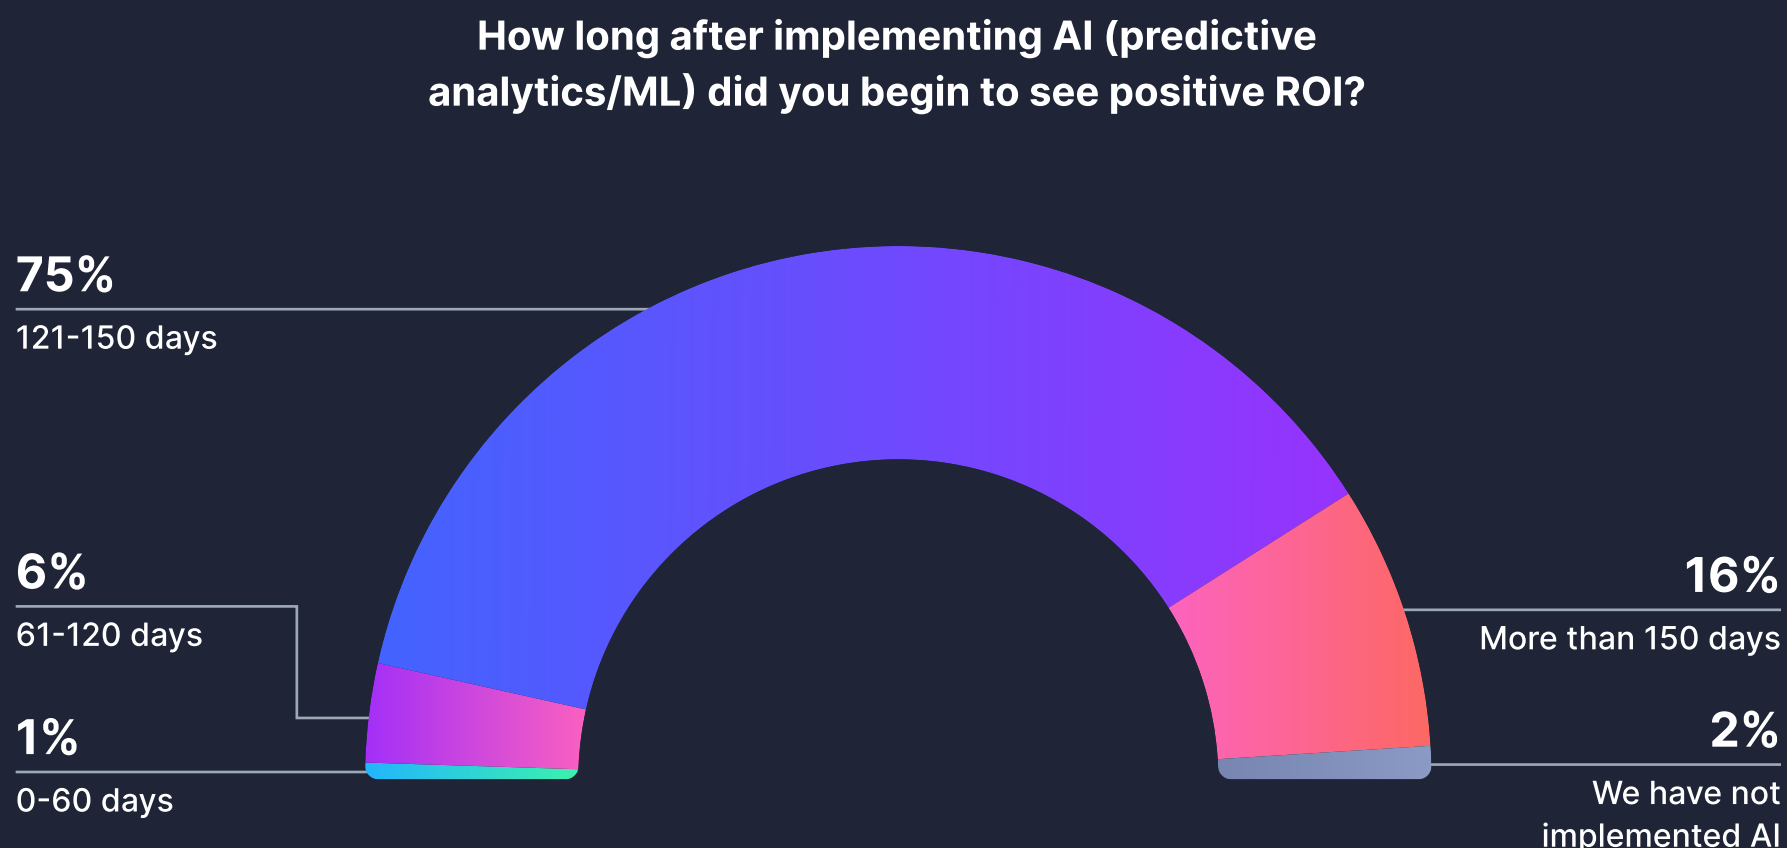 How long after implementing AI (predictive
analytics/ML) did you begin to see positive ROI?
75%
121-150 days
6%
61-120 days
1%
0-60 days
16%
More than 150 days
2%
We have not
implemented AI